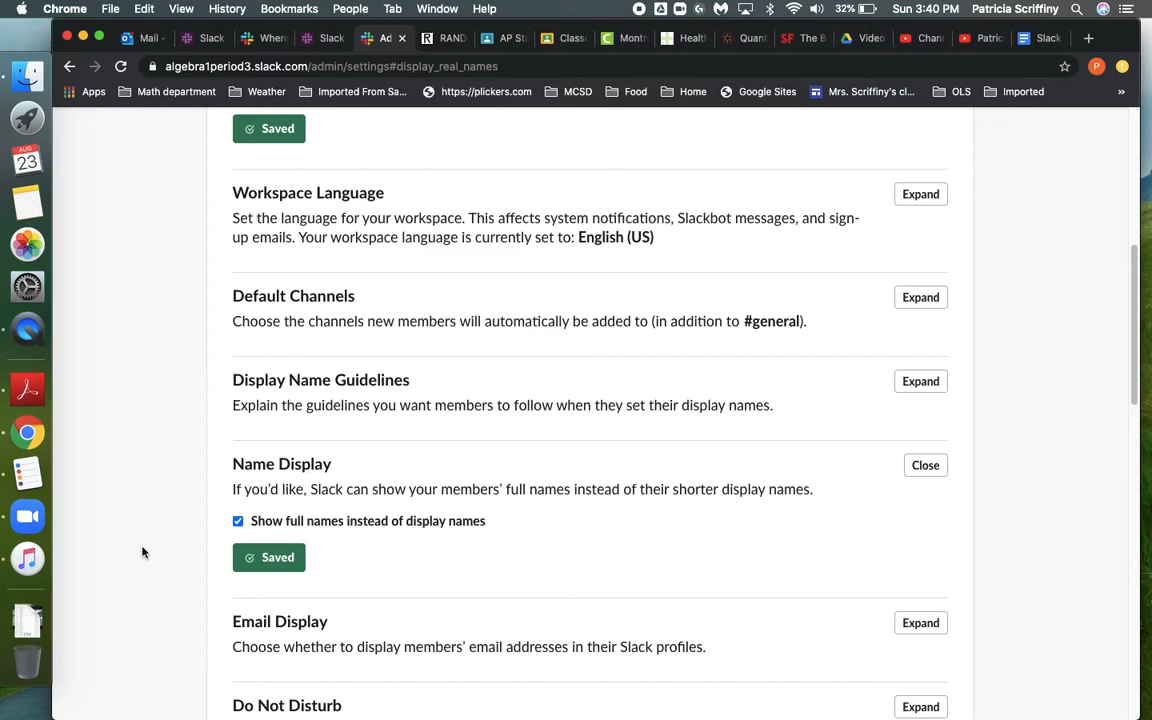 Chrome File Edit View History Bookmarks People Tab Window Help 32% Sun 3:40 PM Patricia Scriffiny
Mail - Slack Wher Slack Ad RAND AP Sta Class Montr Healt Quant The B Video Chan Patric Slack
algebra1period3.slack.com/admin/settings#display_real_names
Apps Math department Weather Imported From Sa... https://plickers.com MCSD Food Home Google Sites Mrs. Scriffiny's cl... OLS Imported »
AUG
23
Saved
Workspace Language
Expand
Set the language for your workspace. This affects system notifications, Slackbot messages, and sign-
up emails. Your workspace language is currently set to: English (US)
Default Channels
Expand
Choose the channels new members will automatically be added to (in addition to #general).
Display Name Guidelines
Expand
Explain the guidelines you want members to follow when they set their display names.
Name Display
Close
If you'd like, Slack can show your members' full names instead of their shorter display names.
Show full names instead of display names
Saved
Email Display
Expand
Choose whether to display members' email addresses in their Slack profiles.
Do Not Disturb
Expand